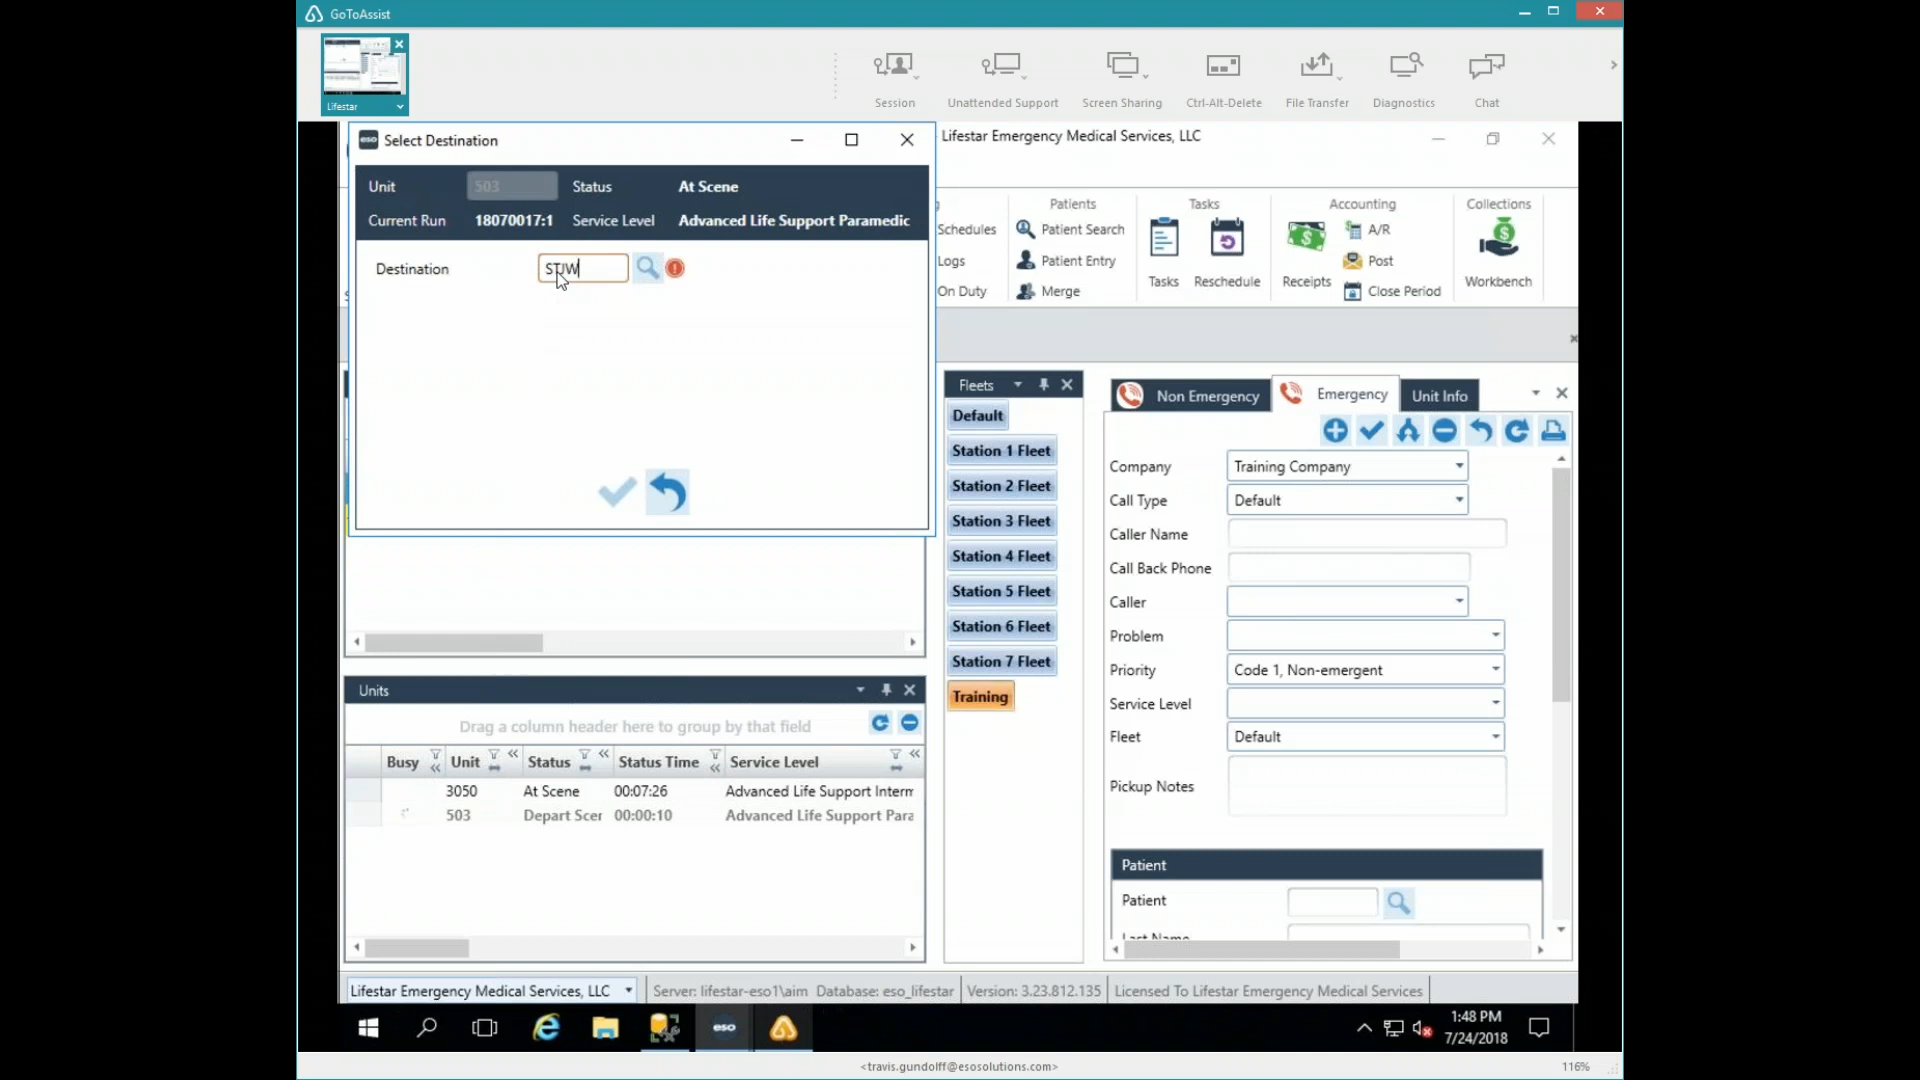 GoToAssist
Lifestar
Session
Unattended Support
Screen Sharing
Ctrl-Alt-Delete
File Transfer
Diagnostics
Chat
eso Select Destination
Lifestar Emergency Medical Services, LLC
Unit 503 Status At Scene
Current Run 18070017:1 Service Level Advanced Life Support Paramedic
Destination STJW
Schedules
Logs
On Duty
Patients
Patient Search
Patient Entry
Merge
Tasks
Tasks
Reschedule
Accounting
Receipts
A/R
Post
Close Period
Collections
Workbench
Fleets
Default
Station 1 Fleet
Station 2 Fleet
Station 3 Fleet
Station 4 Fleet
Station 5 Fleet
Station 6 Fleet
Station 7 Fleet
Training
Non Emergency
Emergency
Unit Info
Company Training Company
Call Type Default
Caller Name
Call Back Phone
Caller
Problem
Priority Code 1, Non-emergent
Service Level
Fleet Default
Pickup Notes
Patient
Patient
Last Name
Units
Drag a column header here to group by that field
Busy Unit Status Status Time Service Level
3050 At Scene 00:07:26 Advanced Life Support Interm
503 Depart Scer 00:00:10 Advanced Life Support Para
Lifestar Emergency Medical Services, LLC
Server: lifestar-eso1\aim Database: eso_lifestar
Version: 3.23.812.135
Licensed To Lifestar Emergency Medical Services
eso
1:48 PM
7/24/2018
<travis.gundolff@esosolutions.com>
116%